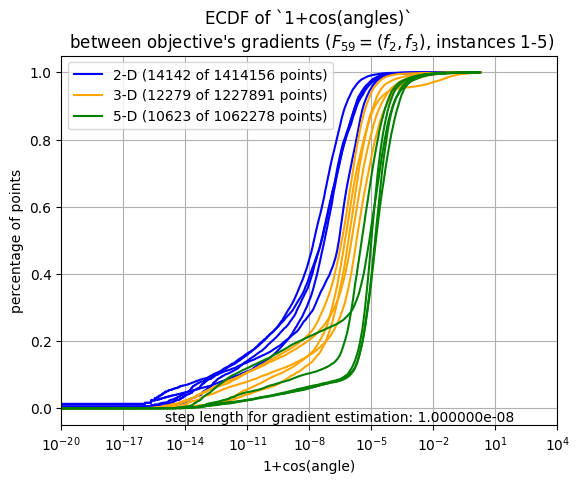 ECDF of `1+cos(angles)`
between objective's gradients (F₅₉ = (f₂, f₃), instances 1-5)
2-D (14142 of 1414156 points)
3-D (12279 of 1227891 points)
5-D (10623 of 1062278 points)
percentage of points
1.0
0.8
0.6
0.4
0.2
0.0
step length for gradient estimation: 1.000000e-08
10⁻²⁰ 10⁻¹⁷ 10⁻¹⁴ 10⁻¹¹ 10⁻⁸ 10⁻⁵ 10⁻² 10¹ 10⁴
1+cos(angle)